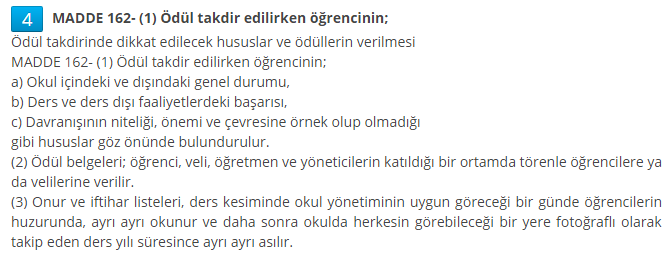 4 MADDE 162- (1) Ödül takdir edilirken öğrencinin;
Ödül takdirinde dikkat edilecek hususlar ve ödüllerin verilmesi
MADDE 162- (1) Ödül takdir edilirken öğrencinin;
a) Okul içindeki ve dışındaki genel durumu,
b) Ders ve ders dışı faaliyetlerdeki başarısı,
c) Davranışının niteliği, önemi ve çevresine örnek olup olmadığı
gibi hususlar göz önünde bulundurulur.
(2) Ödül belgeleri; öğrenci, veli, öğretmen ve yöneticilerin katıldığı bir ortamda törenle öğrencilere ya
da velilerine verilir.
(3) Onur ve iftihar listeleri, ders kesiminde okul yönetiminin uygun göreceği bir günde öğrencilerin
huzurunda, ayrı ayrı okunur ve daha sonra okulda herkesin görebileceği bir yere fotoğraflı olarak
takip eden ders yılı süresince ayrı ayrı asılır.